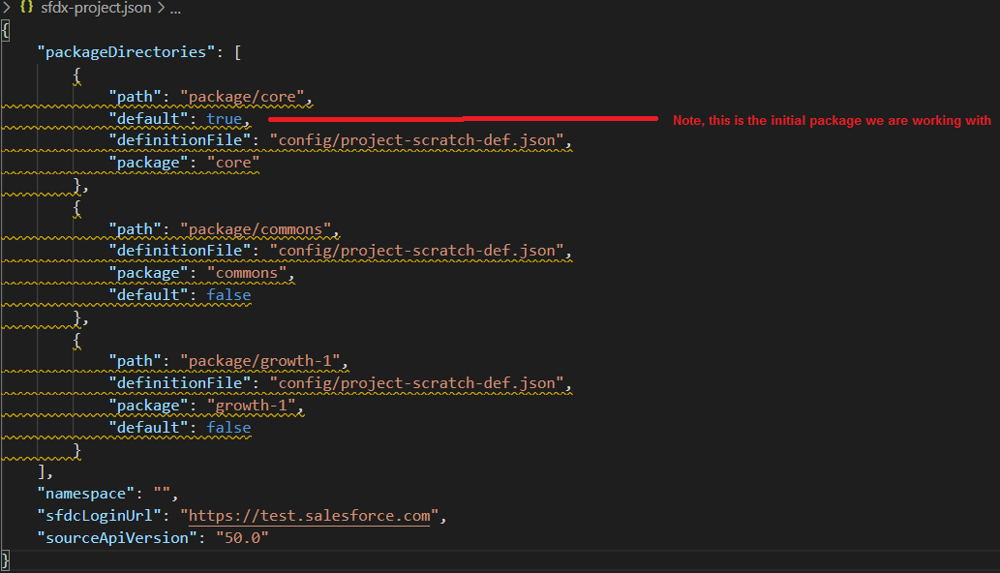 sfdx-project.json > ...
{
"packageDirectories": [
{
"path": "package/core",
"default": true, Note, this is the initial package we are working with
"definitionFile": "config/project-scratch-def.json",
"package": "core"
},
{
"path": "package/commons",
"definitionFile": "config/project-scratch-def.json",
"package": "commons",
"default": false
},
{
"path": "package/growth-1",
"definitionFile": "config/project-scratch-def.json",
"package": "growth-1",
"default": false
}
],
"namespace": "",
"sfdcLoginUrl": "https://test.salesforce.com",
"sourceApiVersion": "50.0"
}